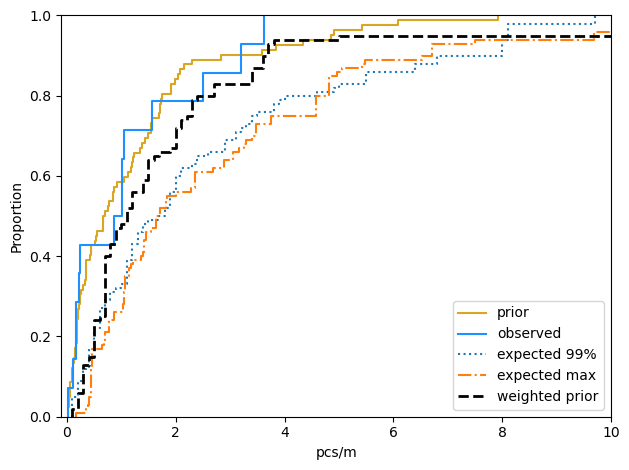 1.0
0.8
0.6
0.4
0.2
0.0
Proportion
0 2 4 6 8 10
pcs/m
prior
observed
expected 99%
expected max
weighted prior